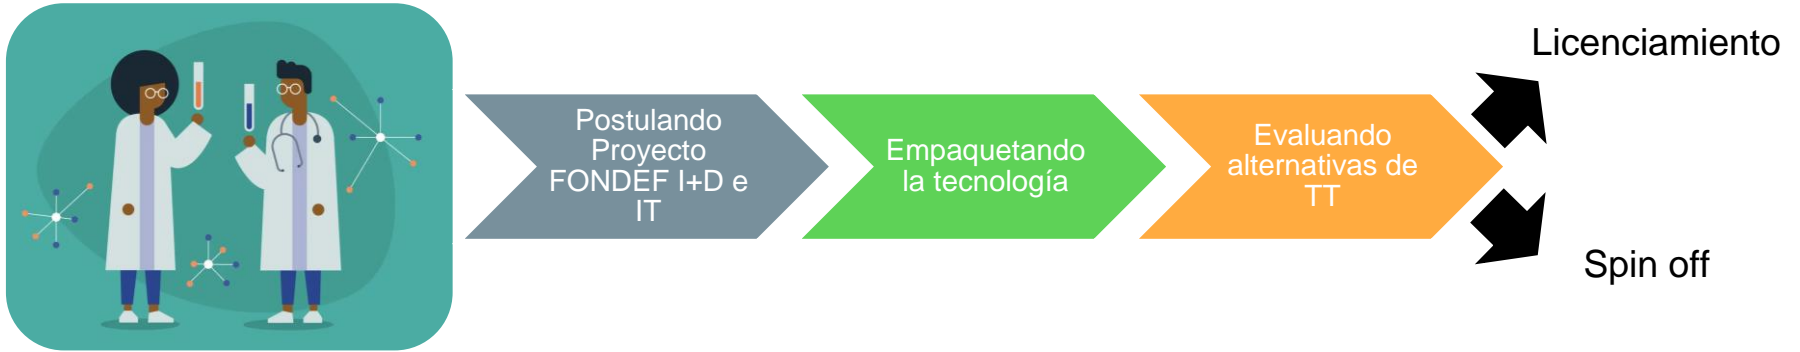 Postulando
Proyecto
FONDEF I+D e
IT
Empaquetando
la tecnología
Evaluando
alternativas de
TT
Licenciamiento
Spin off